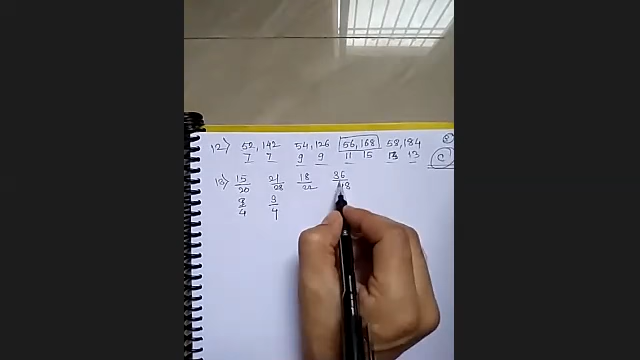 12) 52,142 54,126 56,168 58,184
7 7 9 9 11 15 13 13 C
13) 15/20 21/28 18/22 36/48
3/4 3/4